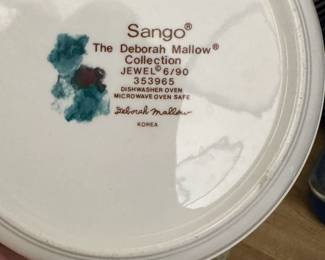 Sango®
The Deborah Mallow®
Collection
JEWEL© 6/90
353965
DISHWASHER OVEN
MICROWAVE OVEN SAFE
Deborah Mallow
KOREA